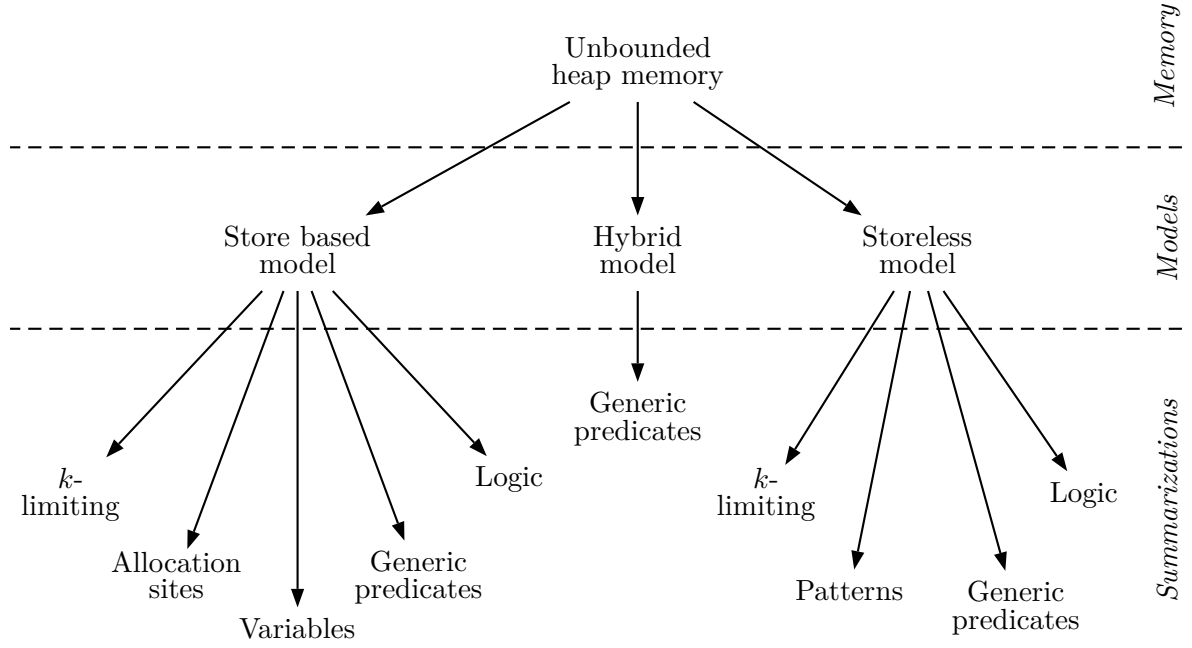 Unbounded
heap memory
Memory
Store based
model
Hybrid
model
Storeless
model
Models
k-
limiting
Allocation
sites
Variables
Generic
predicates
Logic
Generic
predicates
k-
limiting
Patterns
Generic
predicates
Logic
Summarizations